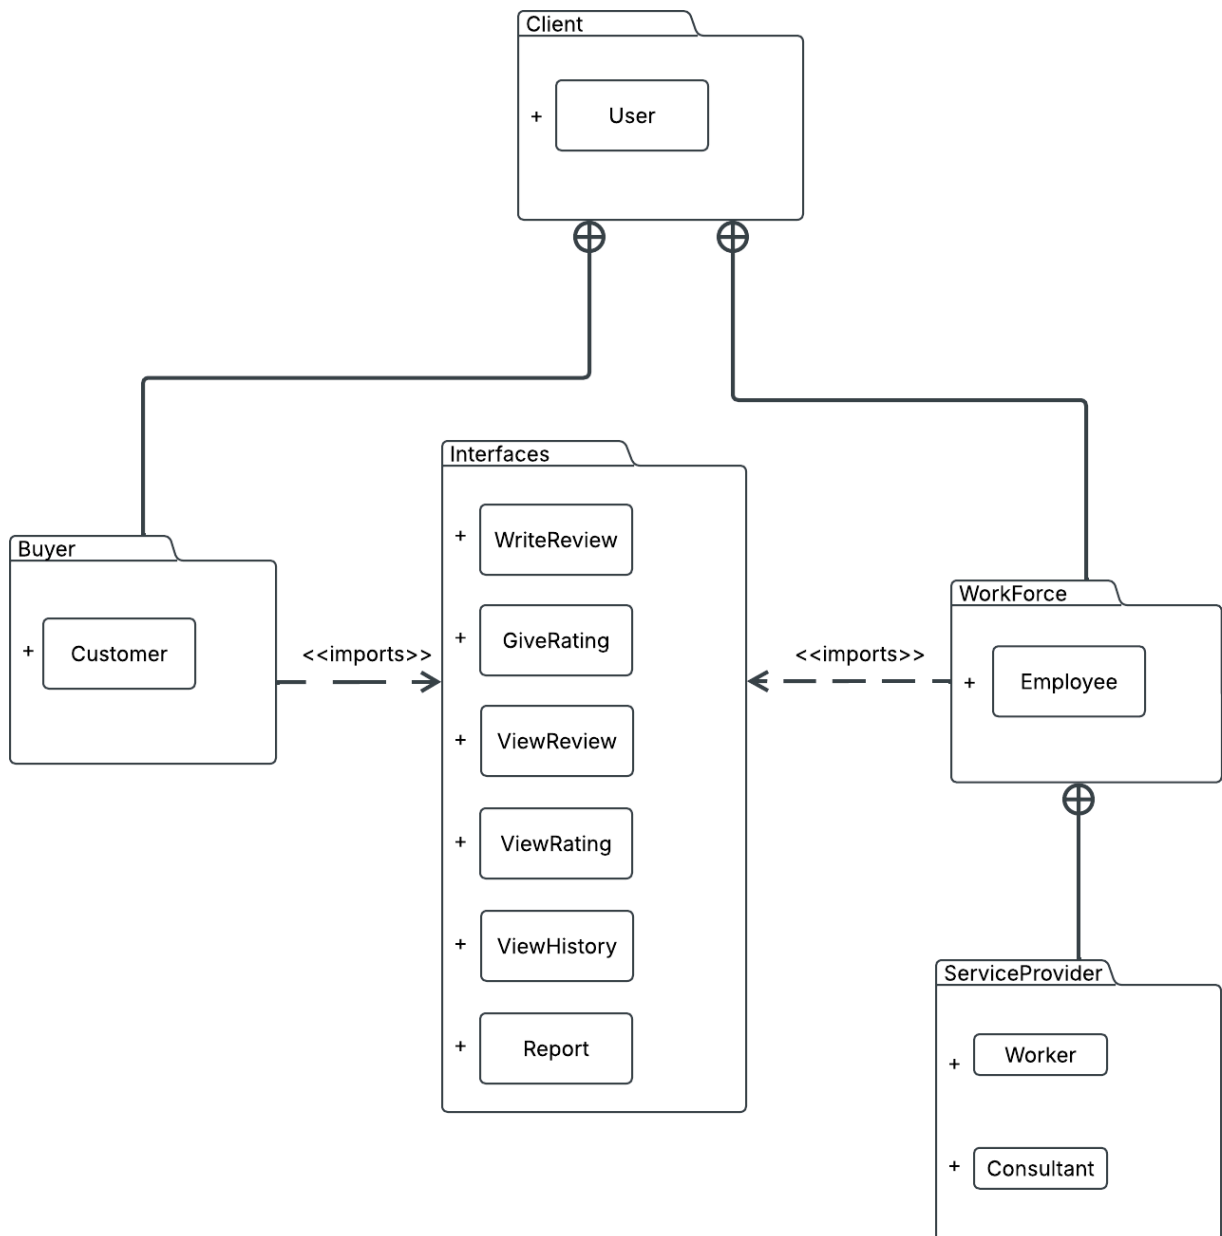 Client
+ User
Interfaces
+ WriteReview
Buyer
+ GiveRating
WorkForce
+ Customer
<<imports>>
<<imports>>
+ Employee
+ ViewReview
+ ViewRating
+ ViewHistory
ServiceProvider
+ Report
+ Worker
+ Consultant